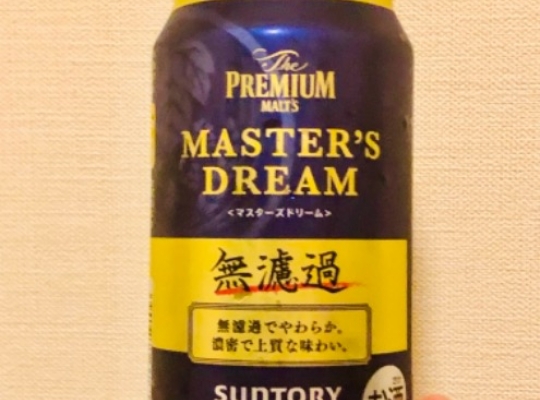 The
PREMIUM
MALT'S
MASTER'S
DREAM
<マスターズドリーム>
無濾過
無濾過でやわらか。
濃密で上質な味わい。
SUNTORY